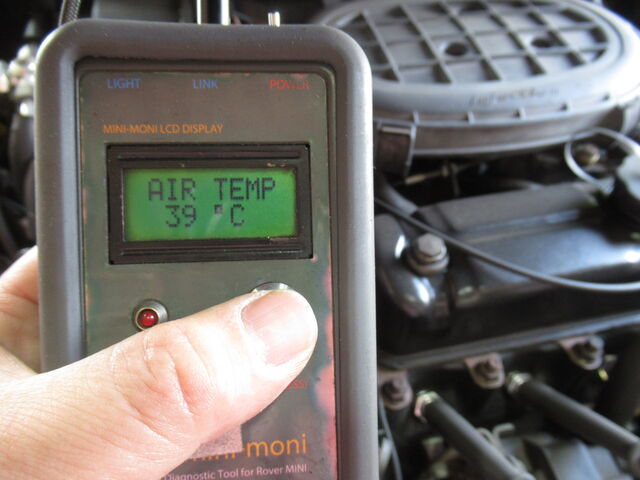 LIGHT LINK POWER
MINI-MONI LCD DISPLAY
AIR TEMP
39 °C
moni
Diagnostic Tool for Rover MINI